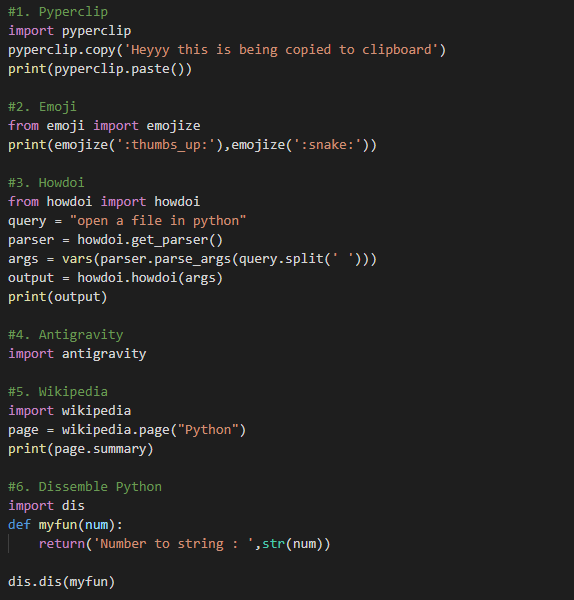 #1. Pyperclip
import pyperclip
pyperclip.copy('Heyyy this is being copied to clipboard')
print(pyperclip.paste())

#2. Emoji
from emoji import emojize
print(emojize(':thumbs_up:'),emojize(':snake:'))

#3. Howdoi
from howdoi import howdoi
query = "open a file in python"
parser = howdoi.get_parser()
args = vars(parser.parse_args(query.split(' ')))
output = howdoi.howdoi(args)
print(output)

#4. Antigravity
import antigravity

#5. Wikipedia
import wikipedia
page = wikipedia.page("Python")
print(page.summary)

#6. Dissemble Python
import dis
def myfun(num):
    return('Number to string : ',str(num))

dis.dis(myfun)